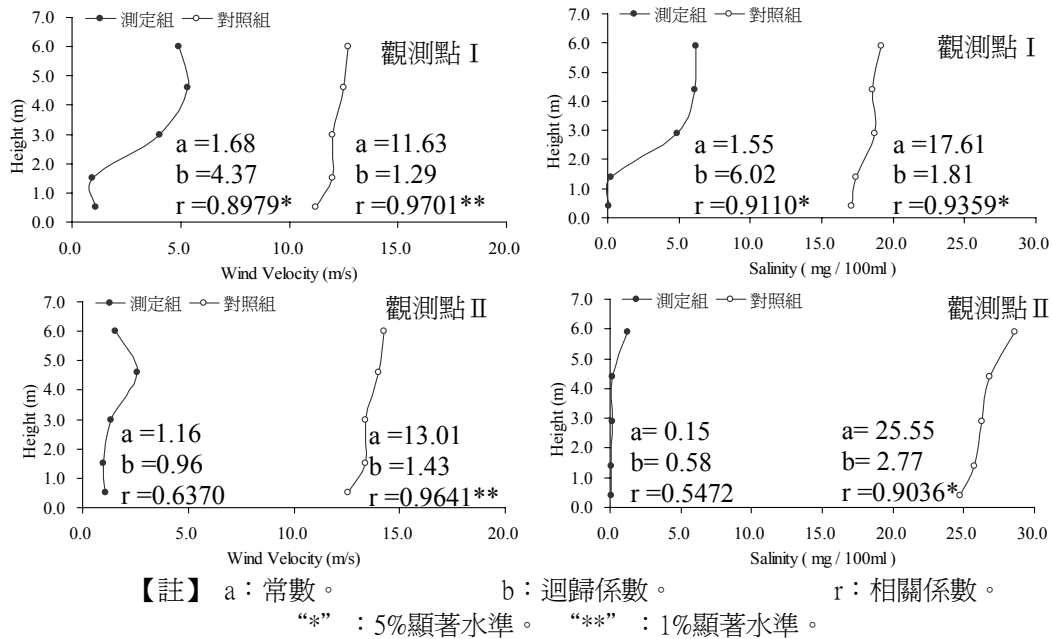 測定組 對照組
觀測點 I
7.0
6.0
5.0
4.0
3.0
2.0
1.0
0.0
Height (m)
a =1.68
b =4.37
r =0.8979*
a =11.63
b =1.29
r =0.9701**
0.0 5.0 10.0 15.0 20.0
Wind Velocity (m/s)
測定組 對照組
觀測點 I
7.0
6.0
5.0
4.0
3.0
2.0
1.0
0.0
Height (m)
a =1.55
b =6.02
r =0.9110*
a =17.61
b =1.81
r =0.9359*
0.0 5.0 10.0 15.0 20.0 25.0 30.0
Salinity ( mg / 100ml )
測定組 對照組
觀測點 II
7.0
6.0
5.0
4.0
3.0
2.0
1.0
0.0
Height (m)
a =1.16
b =0.96
r =0.6370
a =13.01
b =1.43
r =0.9641**
0.0 5.0 10.0 15.0 20.0
Wind Velocity (m/s)
測定組 對照組
觀測點 II
7.0
6.0
5.0
4.0
3.0
2.0
1.0
0.0
Height (m)
a= 0.15
b= 0.58
r =0.5472
a= 25.55
b= 2.77
r =0.9036*
0.0 5.0 10.0 15.0 20.0 25.0 30.0
Salinity ( mg / 100ml )
【註】 a：常數。 b：迴歸係數。 r：相關係數。
“*” ：5%顯著水準。 “**” ：1%顯著水準。